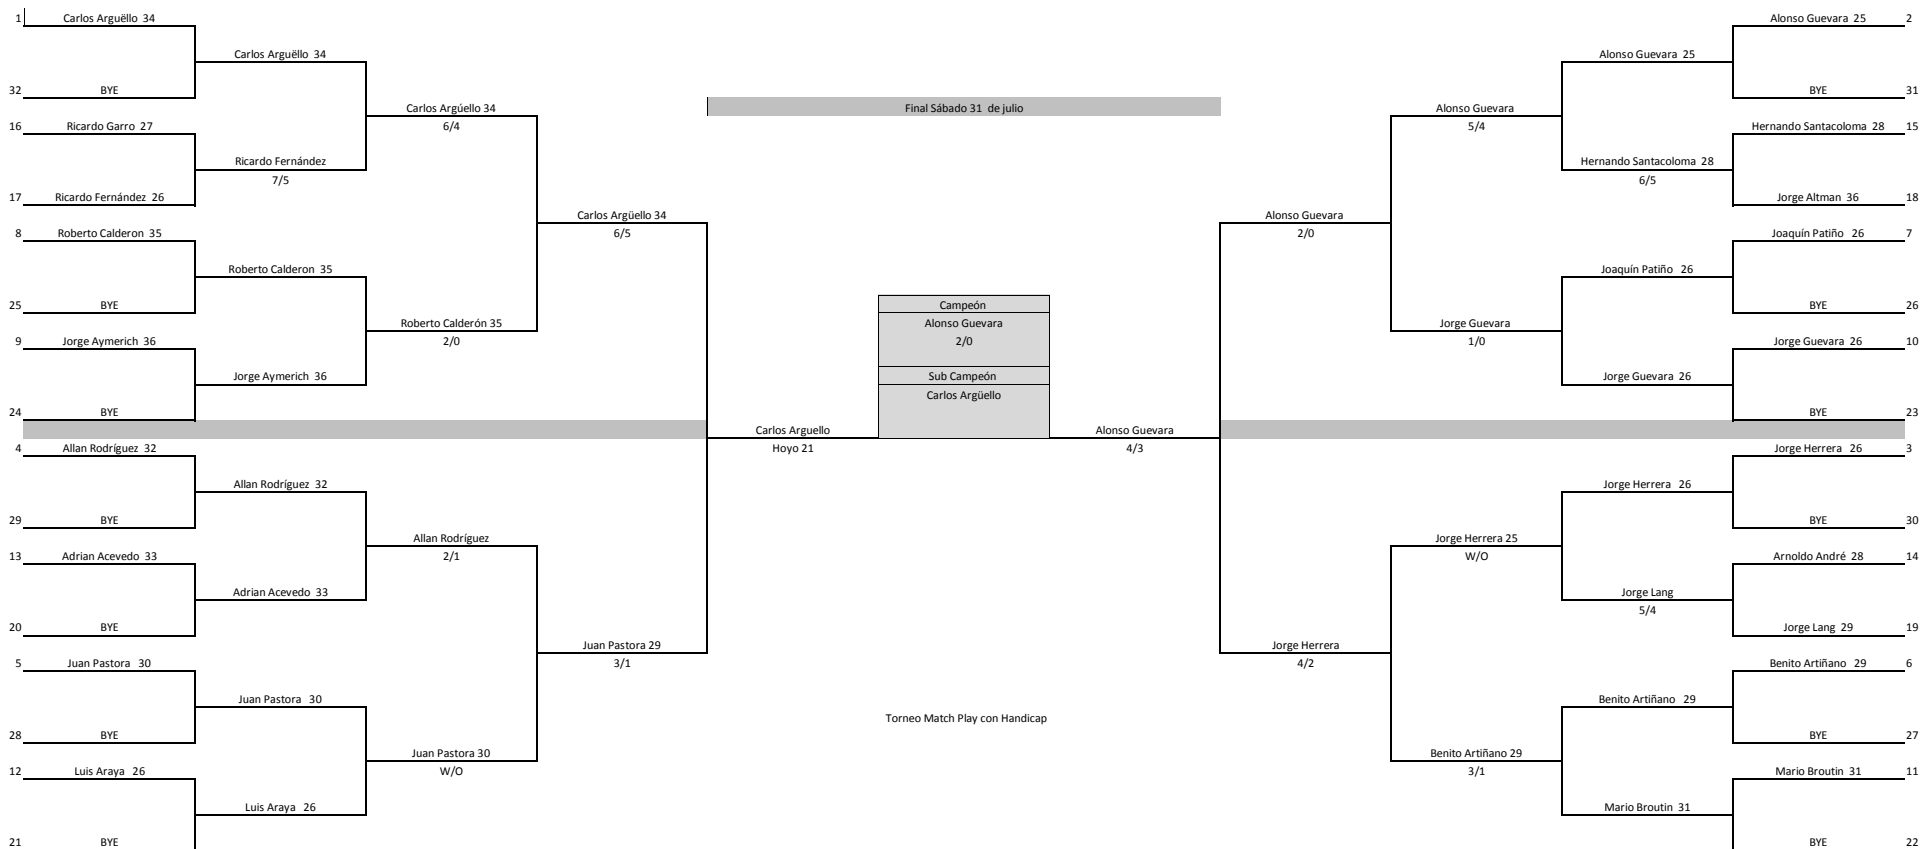 1 Carlos Arguëllo 34
Carlos Arguëllo 34
32 BYE
Carlos Argúello 34
6/4
16 Ricardo Garro 27
Ricardo Fernández
7/5
17 Ricardo Fernández 26
Carlos Argüello 34
6/5
8 Roberto Calderon 35
Roberto Calderon 35
25 BYE
Roberto Calderón 35
2/0
9 Jorge Aymerich 36
Jorge Aymerich 36
24 BYE
Carlos Arguello
Hoyo 21
4 Allan Rodríguez 32
Allan Rodríguez 32
29 BYE
Allan Rodríguez
2/1
13 Adrian Acevedo 33
Adrian Acevedo 33
20 BYE
Juan Pastora 29
3/1
5 Juan Pastora 30
Juan Pastora 30
28 BYE
Juan Pastora 30
W/O
12 Luis Araya 26
Luis Araya 26
21 BYE
Final Sábado 31 de julio
Campeón
Alonso Guevara
2/0
Sub Campeón
Carlos Argüello
Torneo Match Play con Handicap
Alonso Guevara 25 2
Alonso Guevara 25
BYE 31
Alonso Guevara
5/4
Hernando Santacoloma 28 15
Hernando Santacoloma 28
6/5
Jorge Altman 36 18
Alonso Guevara
2/0
Joaquín Patiño 26 7
Joaquín Patiño 26
BYE 26
Jorge Guevara
1/0
Jorge Guevara 26 10
Jorge Guevara 26
BYE 23
Alonso Guevara
4/3
Jorge Herrera 26 3
Jorge Herrera 26
BYE 30
Jorge Herrera 25
W/O
Arnoldo André 28 14
Jorge Lang
5/4
Jorge Lang 29 19
Jorge Herrera
4/2
Benito Artiñano 29 6
Benito Artiñano 29
BYE 27
Benito Artiñano 29
3/1
Mario Broutin 31 11
Mario Broutin 31
BYE 22